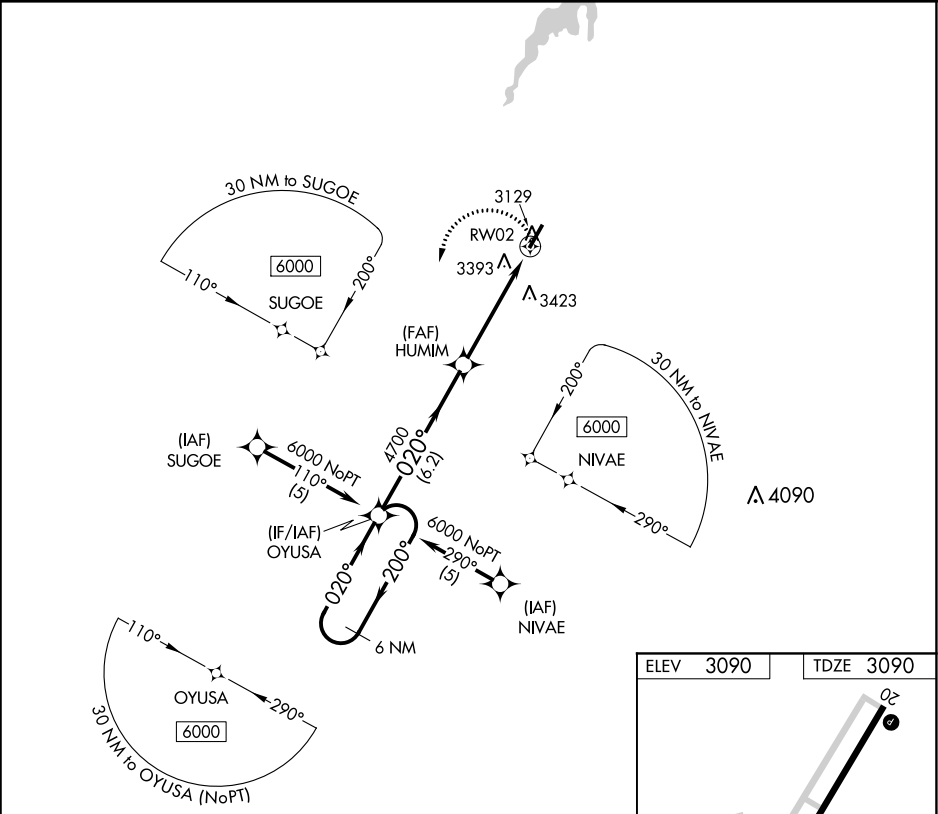 30 NM to SUGOE
6000
110°
200°
SUGOE
3129
RW02
3393
3423
(FAF)
HUMIM
30 NM to NIVAE
200°
6000
NIVAE
290°
4090
(IAF)
SUGOE
6000 NoPT
110°
(5)
4700
020°
(6.2)
(IF/IAF)
OYUSA
6000 NoPT
290°
(5)
(IAF)
NIVAE
020°
200°
6 NM
110°
OYUSA
290°
6000
30 NM to OYUSA (NoPT)
ELEV 3090
TDZE 3090
20
P